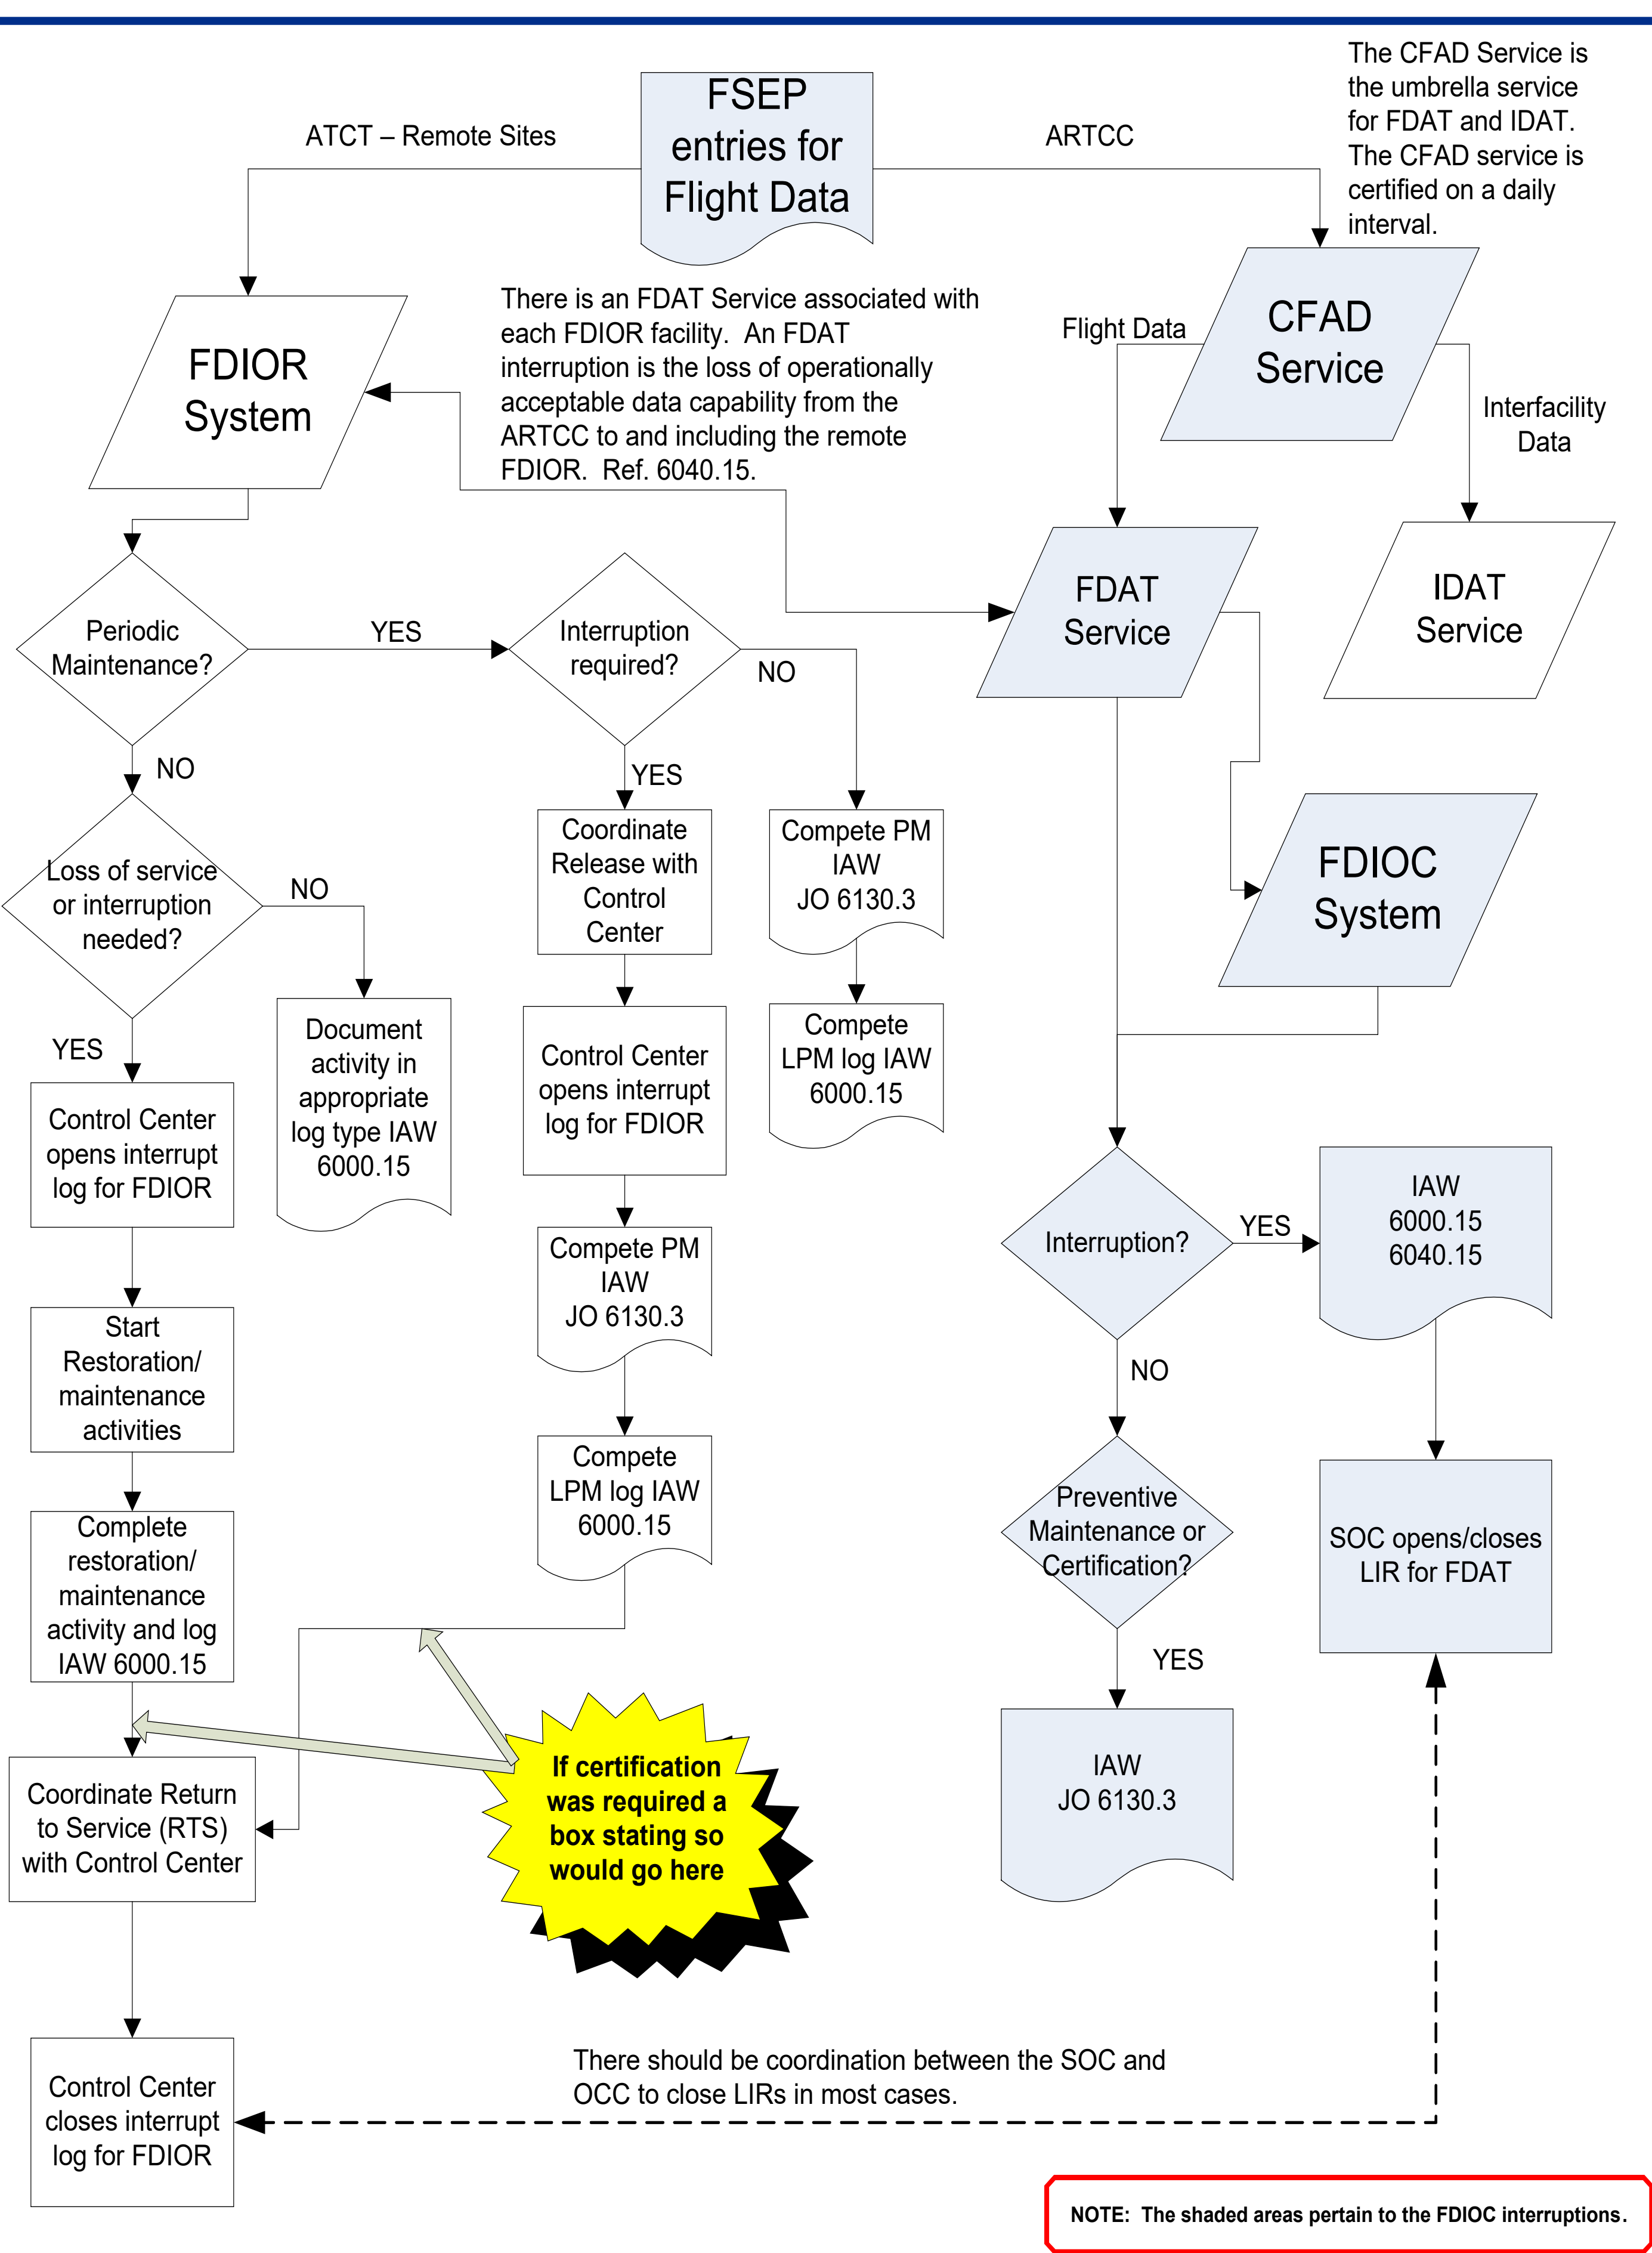 The CFAD Service is
the umbrella service
for FDAT and IDAT.
The CFAD service is
certified on a daily
interval.
FSEP
entries for
Flight Data
ATCT – Remote Sites
ARTCC
There is an FDAT Service associated with
each FDIOR facility.  An FDAT
interruption is the loss of operationally
acceptable data capability from the
ARTCC to and including the remote
FDIOR.  Ref. 6040.15.
FDIOR
System
CFAD
Service
Flight Data
Interfacility
Data
FDAT
Service
IDAT
Service
Periodic
Maintenance?
YES
Interruption
required?
NO
NO
YES
Loss of service
or interruption
needed?
NO
Coordinate
Release with
Control
Center
Compete PM
IAW
JO 6130.3
FDIOC
System
YES
Document
activity in
appropriate
log type IAW
6000.15
Control Center
opens interrupt
log for FDIOR
Compete
LPM log IAW
6000.15
Control Center
opens interrupt
log for FDIOR
Compete PM
IAW
JO 6130.3
Interruption?
YES
IAW
6000.15
6040.15
NO
Start
Restoration/
maintenance
activities
Compete
LPM log IAW
6000.15
Preventive
Maintenance or
Certification?
SOC opens/closes
LIR for FDAT
Complete
restoration/
maintenance
activity and log
IAW 6000.15
YES
If certification
was required a
box stating so
would go here
IAW
JO 6130.3
Coordinate Return
to Service (RTS)
with Control Center
There should be coordination between the SOC and
OCC to close LIRs in most cases.
Control Center
closes interrupt
log for FDIOR
NOTE:  The shaded areas pertain to the FDIOC interruptions.